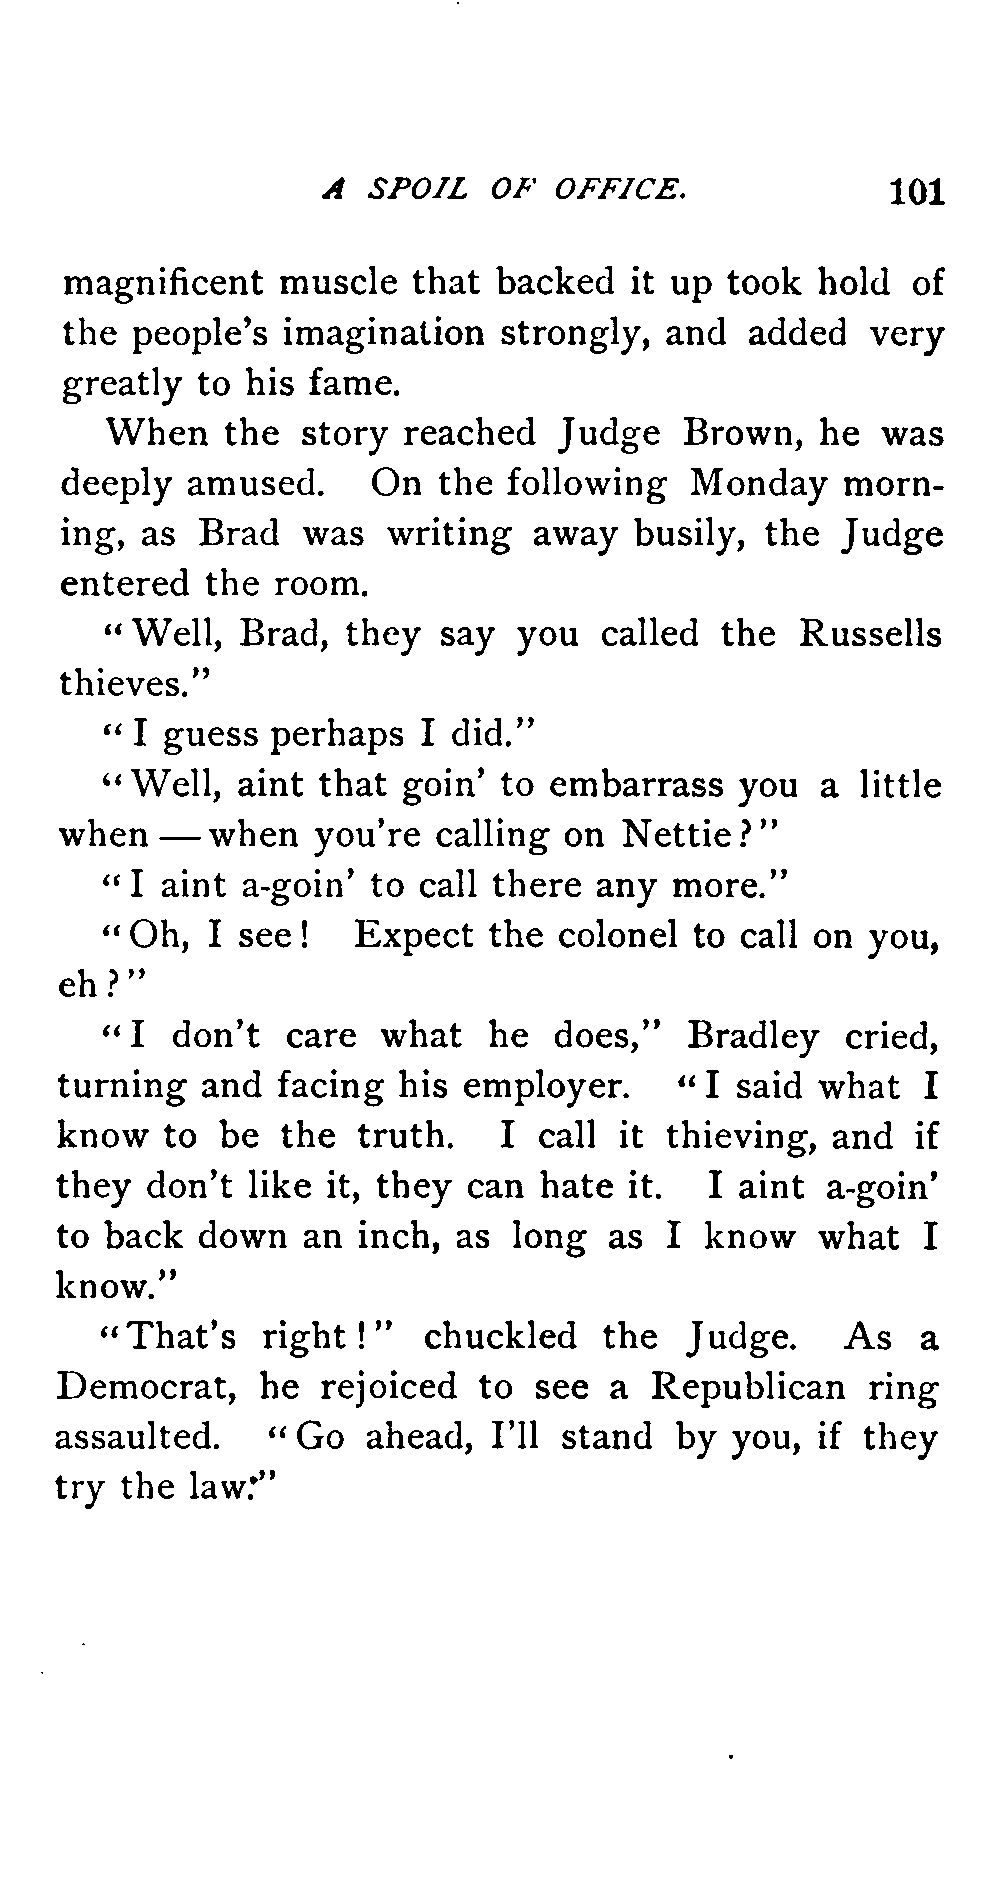 A SPOIL OF OFFICE. 101
magnificent muscle that backed it up took hold of
the people's imagination strongly, and added very
greatly to his fame.
When the story reached Judge Brown, he was
deeply amused. On the following Monday morn-
ing, as Brad was writing away busily, the Judge
entered the room.
"Well, Brad, they say you called the Russells
thieves."
"I guess perhaps I did."
"Well, aint that goin' to embarrass you a little
when — when you're calling on Nettie?"
"I aint a-goin' to call there any more."
"Oh, I see! Expect the colonel to call on you,
eh?"
"I don't care what he does," Bradley cried,
turning and facing his employer. "I said what I
know to be the truth. I call it thieving, and if
they don't like it, they can hate it. I aint a-goin'
to back down an inch, as long as I know what I
know."
"That's right!" chuckled the Judge. As a
Democrat, he rejoiced to see a Republican ring
assaulted. "Go ahead, I'll stand by you, if they
try the law."